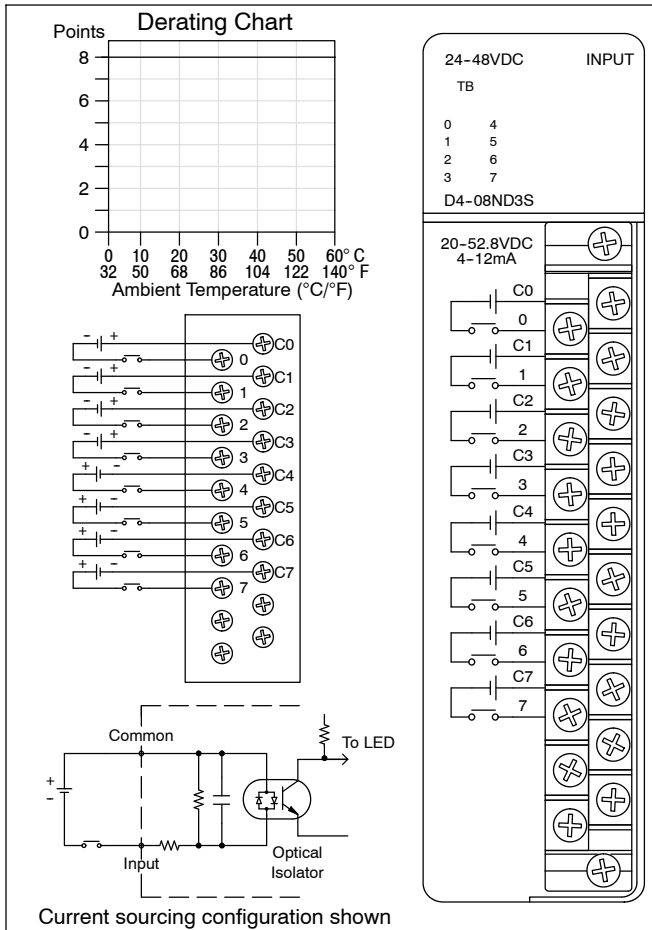 Derating Chart
Points
8
6
4
2
0
0 10 20 30 40 50 60° C
32 50 68 86 104 122 140° F
Ambient Temperature (°C/°F)
- +
C0
0
- +
C1
1
- +
C2
2
- +
C3
3
+ -
C4
4
+ -
C5
5
+ -
C6
6
+ -
C7
7
Common
To LED
+
-
Input
Optical
Isolator
Current sourcing configuration shown
24-48VDC INPUT
TB
0 4
1 5
2 6
3 7
D4-08ND3S
20-52.8VDC
4-12mA
C0
0
C1
1
C2
2
C3
3
C4
4
C5
5
C6
6
C7
7